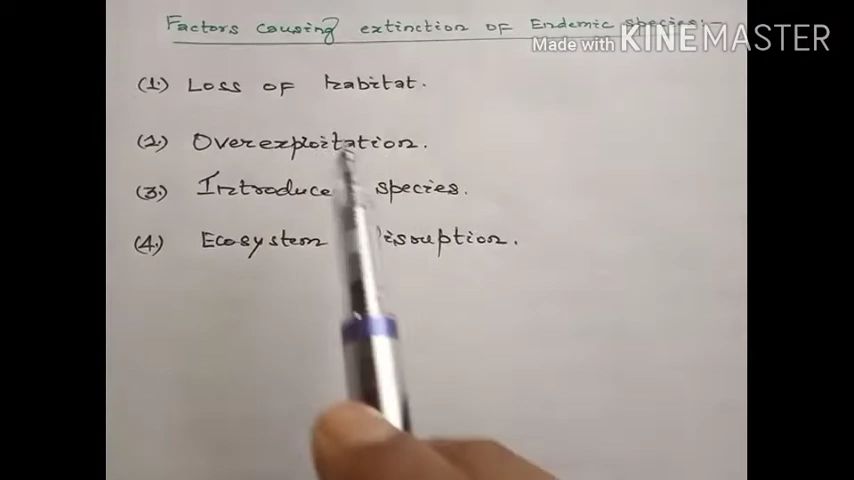 Factors causing extinction of Endemic species:-
Made with KINEMASTER
(1.) Loss of habitat.
(2.) Overexploitation.
(3.) Introduce species.
(4.) Ecosystem